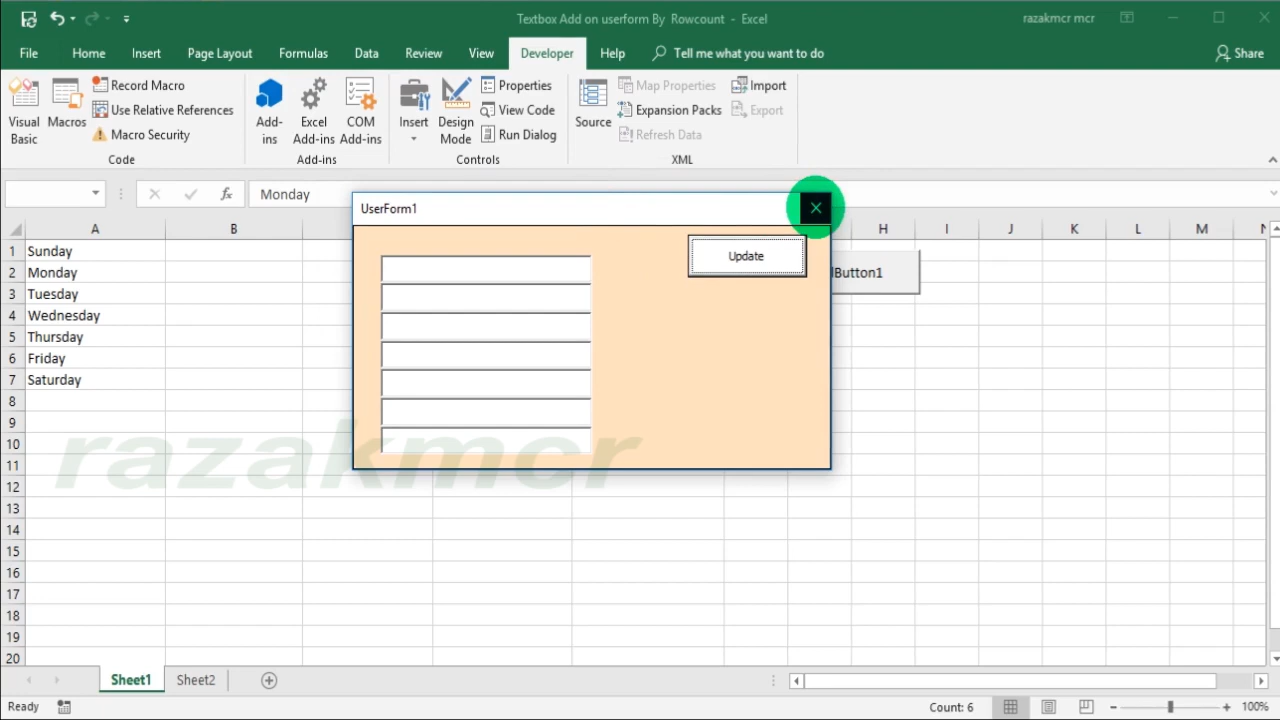 Textbox Add on userform By Rowcount - Excel
razakmcr mcr
File Home Insert Page Layout Formulas Data Review View Developer Help Tell me what you want to do Share
Visual Basic
Macros
Record Macro
Use Relative References
Macro Security
Code
Add-ins
Excel Add-ins
COM Add-ins
Add-ins
Insert
Design Mode
Properties
View Code
Run Dialog
Controls
Source
Map Properties
Expansion Packs
Refresh Data
Import
Export
XML
fx Monday
UserForm1
Update
lButton1
A B H I J K L M N
1 Sunday
2 Monday
3 Tuesday
4 Wednesday
5 Thursday
6 Friday
7 Saturday
8
9
10
11
12
13
14
15
16
17
18
19
20
razakmcr
Sheet1 Sheet2
Ready Count: 6 100%